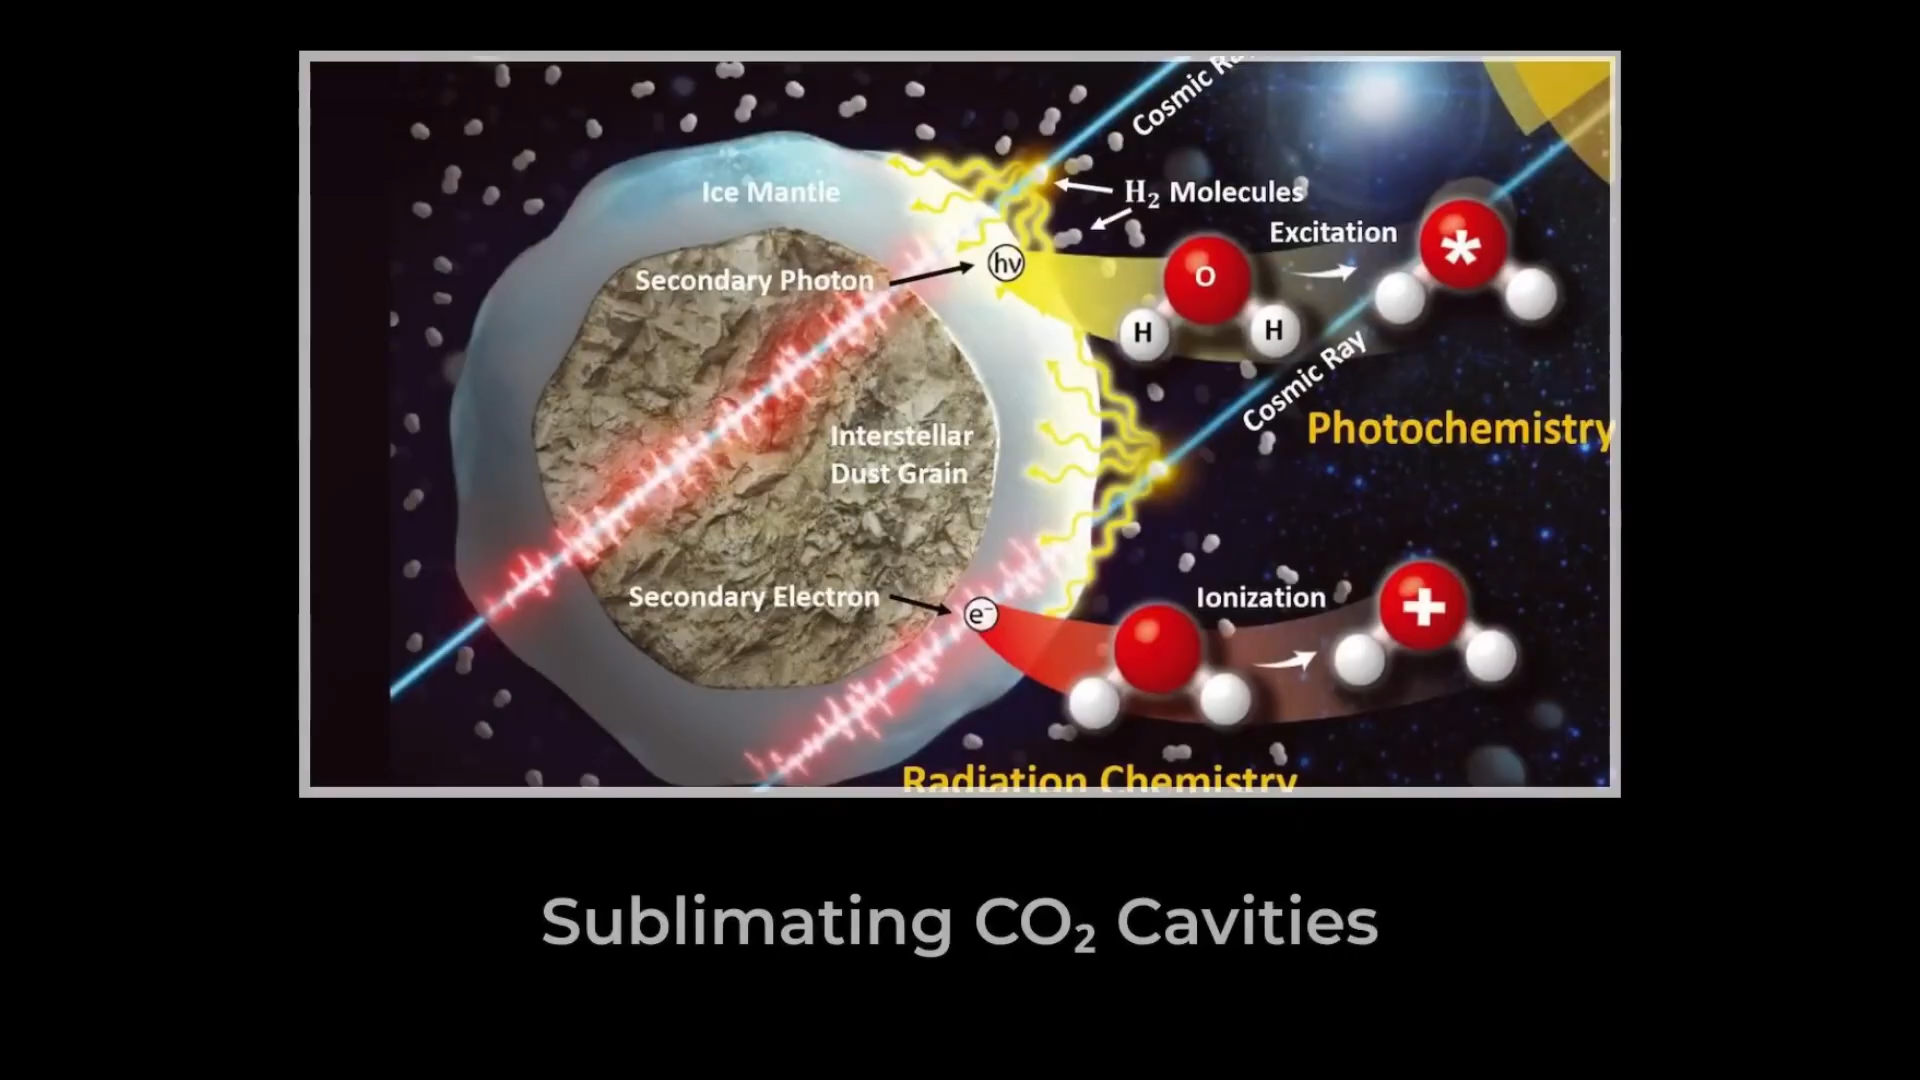 Cosmic Ra
Ice Mantle
H₂ Molecules
Excitation
*
Secondary Photon
hν
O
H
H
Cosmic Ray
Photochemistry
Interstellar
Dust Grain
Secondary Electron
e⁻
Ionization
+
Radiation Chemistry
Sublimating CO₂ Cavities